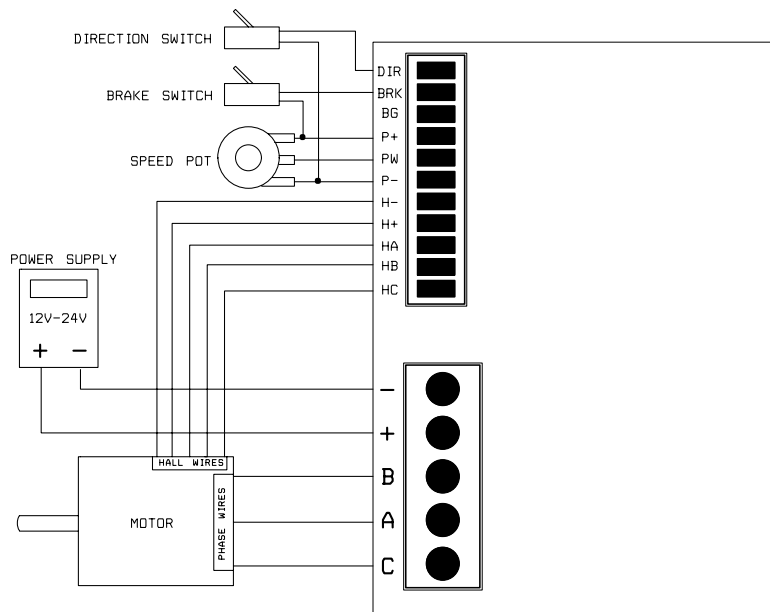 DIRECTION SWITCH
BRAKE SWITCH
SPEED POT
DIR
BRK
BG
P+
PW
P-
H-
H+
HA
HB
HC
POWER SUPPLY
12V-24V
+ -
-
+
B
A
C
HALL WIRES
PHASE WIRES
MOTOR